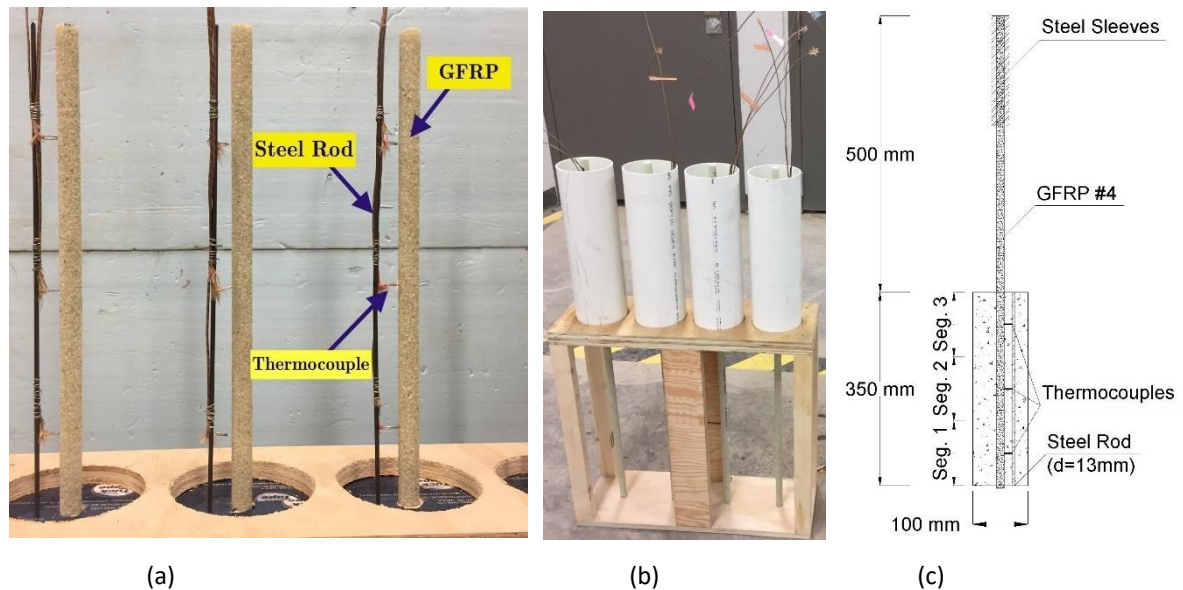 GFRP
Steel Rod
Thermocouple
(a)
(b)
Steel Sleeves
500 mm
GFRP #4
350 mm
Seg. 3
Seg. 2
Seg. 1
Thermocouples
Steel Rod
(d=13mm)
100 mm
(c)